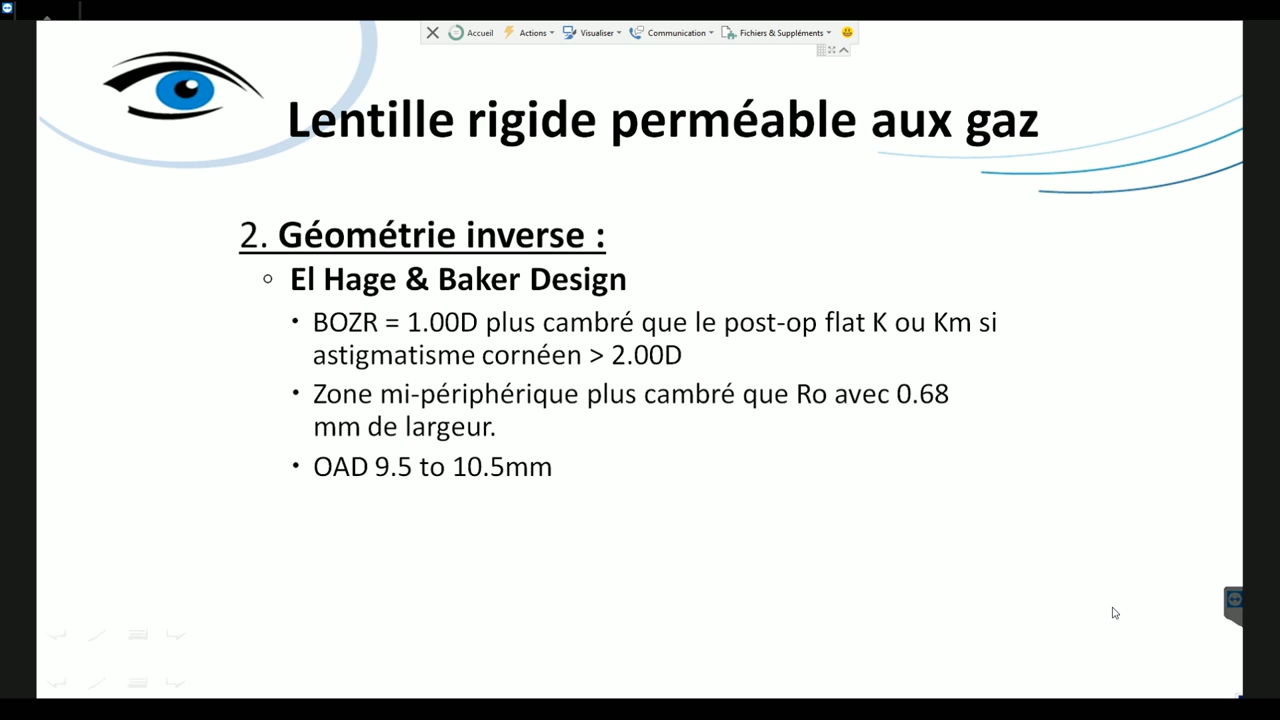 Accueil Actions Visualiser Communication Fichiers & Suppléments
Lentille rigide perméable aux gaz
2. Géométrie inverse :
El Hage & Baker Design
BOZR = 1.00D plus cambré que le post-op flat K ou Km si
astigmatisme cornéen > 2.00D
Zone mi-périphérique plus cambré que Ro avec 0.68
mm de largeur.
OAD 9.5 to 10.5mm